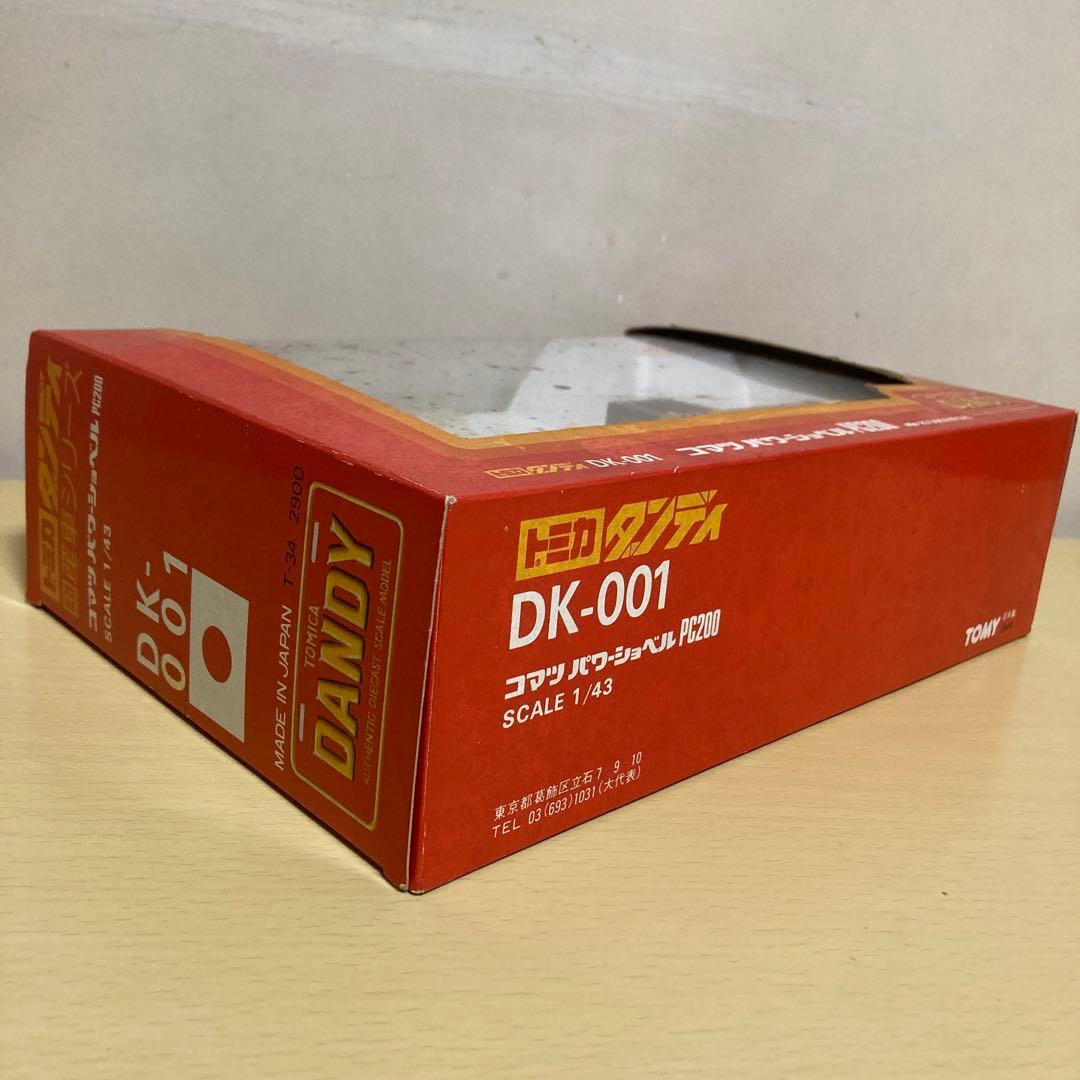 トミカダンディ
国産車シリーズ
コマツ パワーショベル PC200
SCALE 1/43
DK-
001
MADE IN JAPAN T-34 2900
TOMICA
DANDY
AUTHENTIC DIECAST SCALE MODEL
トミカダンディ DK-001 コマツ パワーショベル PC200
トミカダンディ
DK-001
コマツ パワーショベル PC200
SCALE 1/43
東京都葛飾区立石7 9 10
TEL 03(693)1031(大代表)
TOMY